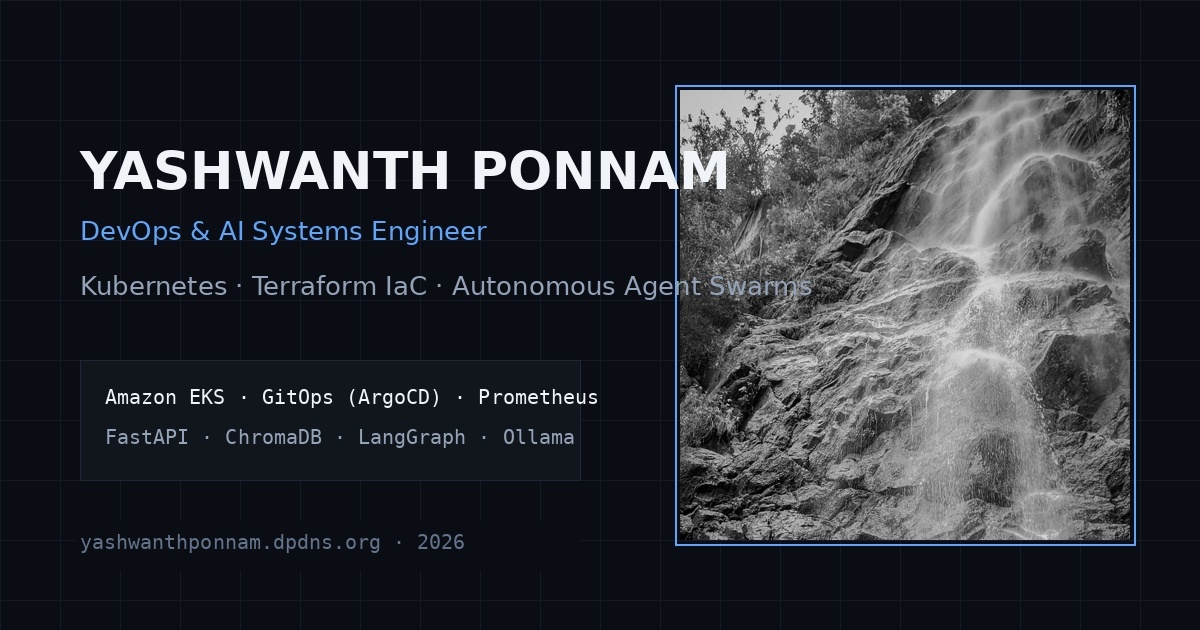 YASHWANTH PONNAM
DevOps & AI Systems Engineer
Kubernetes · Terraform IaC · Autonomous Agent Swarms
Amazon EKS · GitOps (ArgoCD) · Prometheus
FastAPI · ChromaDB · LangGraph · Ollama
yashwanthponnam.dpdns.org · 2026